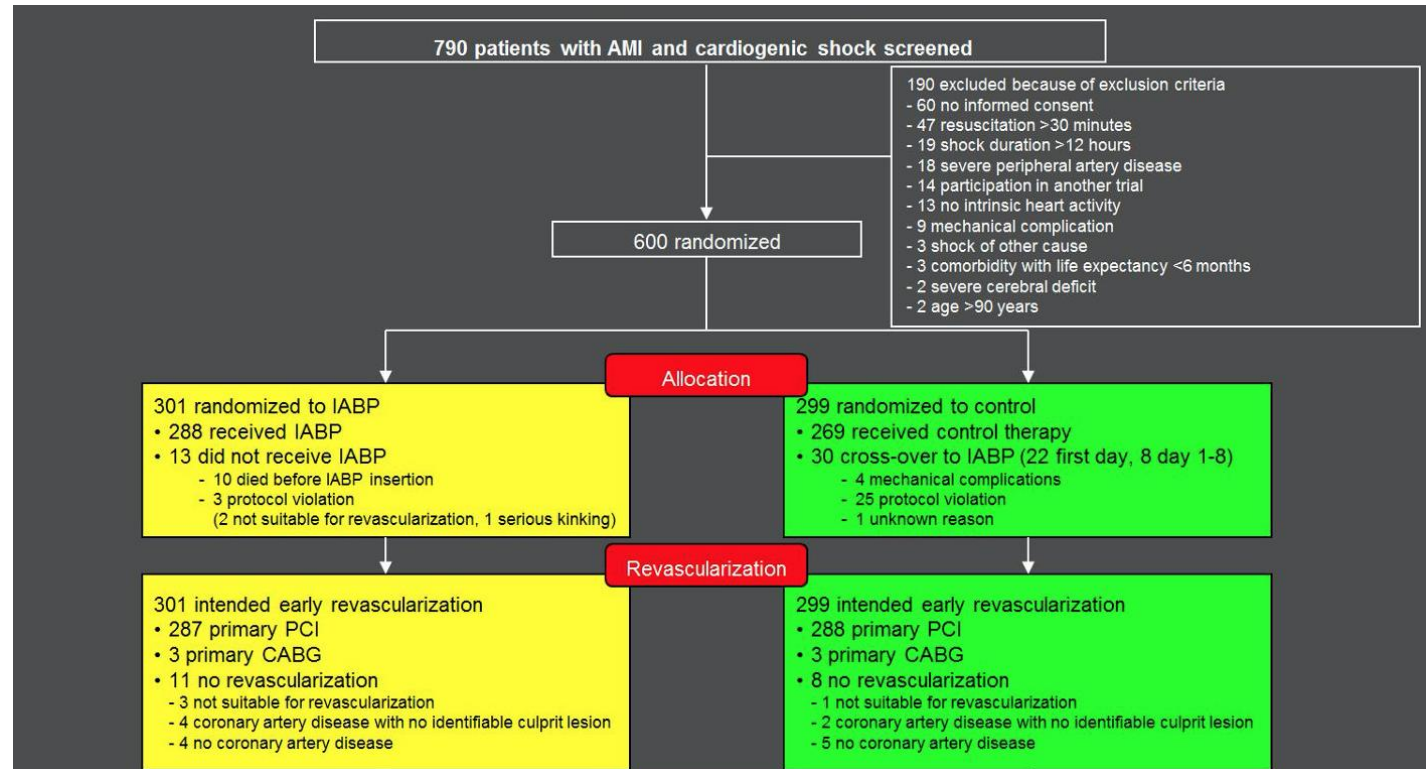 790 patients with AMI and cardiogenic shock screened
190 excluded because of exclusion criteria
- 60 no informed consent
- 47 resuscitation >30 minutes
- 19 shock duration >12 hours
- 18 severe peripheral artery disease
- 14 participation in another trial
- 13 no intrinsic heart activity
- 9 mechanical complication
- 3 shock of other cause
- 3 comorbidity with life expectancy <6 months
- 2 severe cerebral deficit
- 2 age >90 years
600 randomized
Allocation
301 randomized to IABP
• 288 received IABP
• 13 did not receive IABP
- 10 died before IABP insertion
- 3 protocol violation
(2 not suitable for revascularization, 1 serious kinking)
299 randomized to control
• 269 received control therapy
• 30 cross-over to IABP (22 first day, 8 day 1-8)
- 4 mechanical complications
- 25 protocol violation
- 1 unknown reason
Revascularization
301 intended early revascularization
• 287 primary PCI
• 3 primary CABG
• 11 no revascularization
- 3 not suitable for revascularization
- 4 coronary artery disease with no identifiable culprit lesion
- 4 no coronary artery disease
299 intended early revascularization
• 288 primary PCI
• 3 primary CABG
• 8 no revascularization
- 1 not suitable for revascularization
- 2 coronary artery disease with no identifiable culprit lesion
- 5 no coronary artery disease